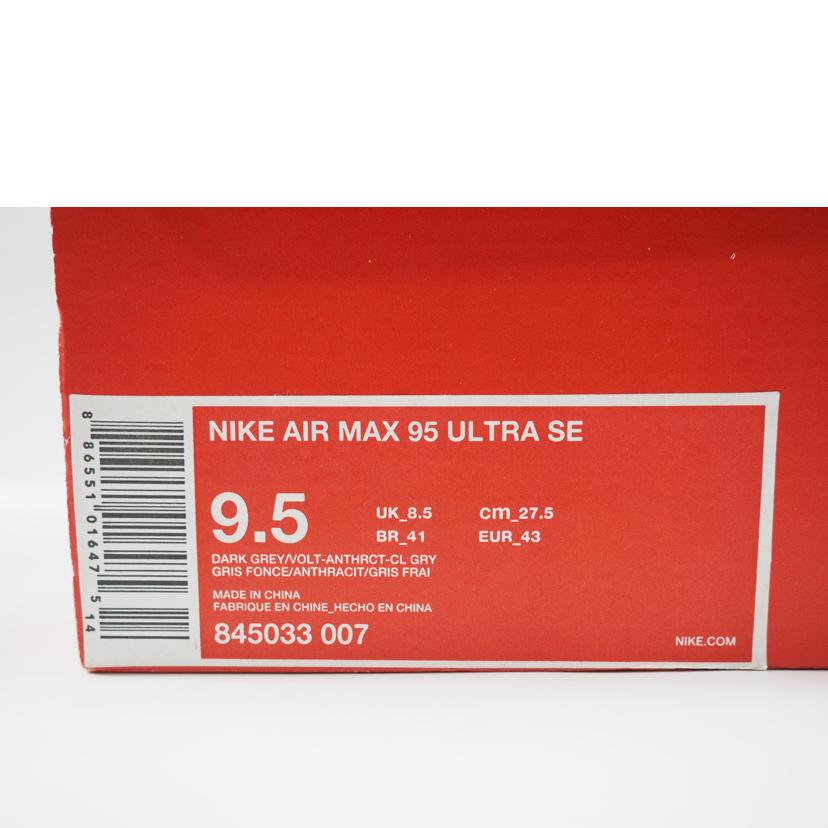 NIKE AIR MAX 95 ULTRA SE
9.5
UK_8.5 cm_27.5
BR_41 EUR_43
DARK GREY/VOLT-ANTHRCT-CL GRY
GRIS FONCE/ANTHRACIT/GRIS FRAI
MADE IN CHINA
FABRIQUE EN CHINE_HECHO EN CHINA
845033 007
NIKE.COM
8 86551 01647 5 14